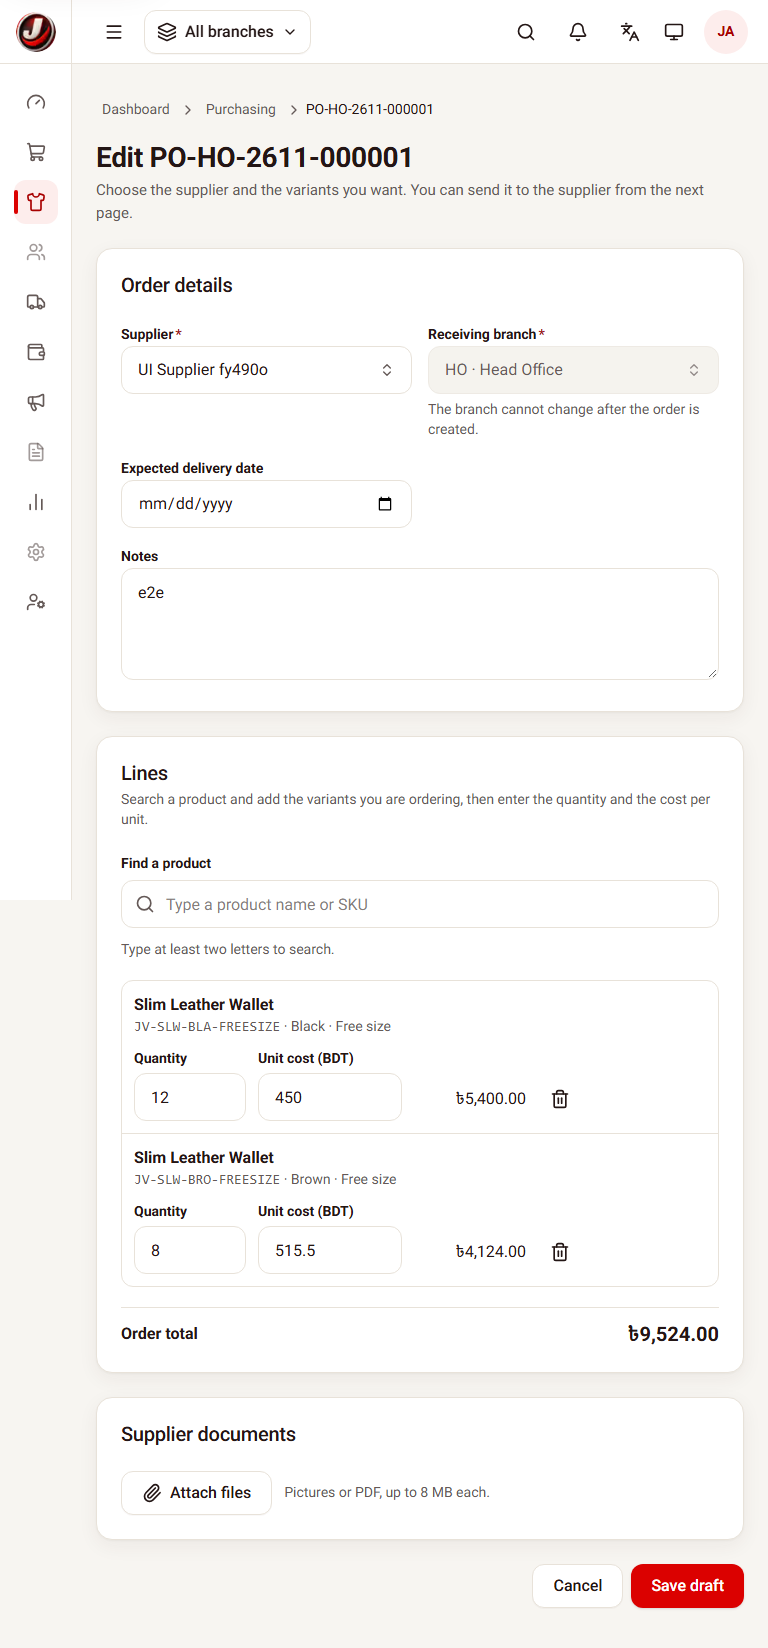 J
All branches
JA
Dashboard > Purchasing > PO-HO-2611-000001
Edit PO-HO-2611-000001
Choose the supplier and the variants you want. You can send it to the supplier from the next
page.
Order details
Supplier*
Receiving branch*
UI Supplier fy490o
HO · Head Office
The branch cannot change after the order is
created.
Expected delivery date
mm/dd/yyyy
Notes
e2e
Lines
Search a product and add the variants you are ordering, then enter the quantity and the cost per
unit.
Find a product
Type a product name or SKU
Type at least two letters to search.
Slim Leather Wallet
JV-SLW-BLA-FREESIZE · Black · Free size
Quantity
Unit cost (BDT)
12
450
৳5,400.00
Slim Leather Wallet
JV-SLW-BRO-FREESIZE · Brown · Free size
Quantity
Unit cost (BDT)
8
515.5
৳4,124.00
Order total
৳9,524.00
Supplier documents
Attach files
Pictures or PDF, up to 8 MB each.
Cancel
Save draft